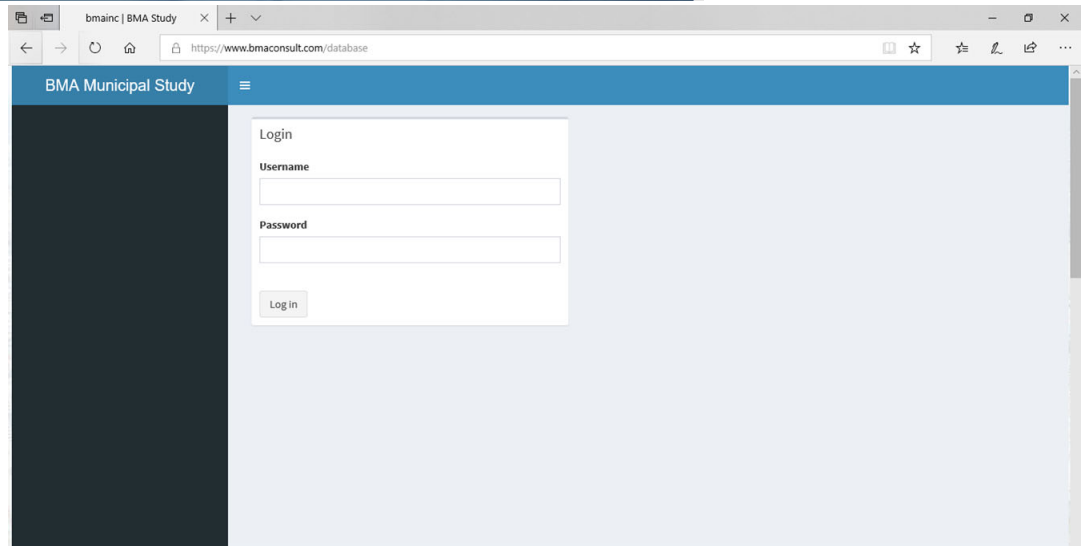 bmainc | BMA Study
https://www.bmaconsult.com/database
BMA Municipal Study
Login
Username
Password
Log in